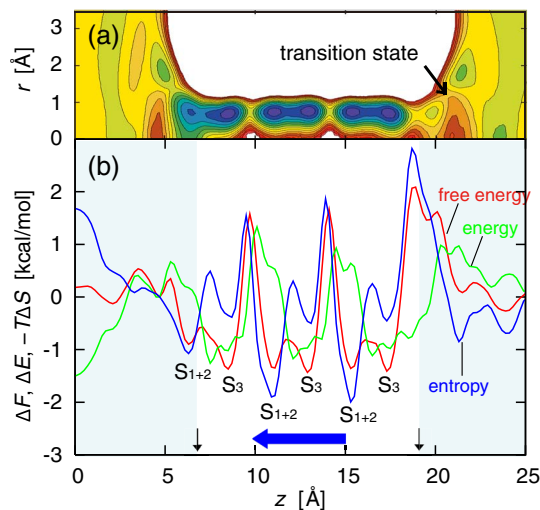 (a)
r [Å]
3
2
1
0
transition state
(b)
ΔF, ΔE, −TΔS [kcal/mol]
2
1
0
-1
-2
-3
free energy
energy
entropy
S1+2
S3
S1+2
S3
S1+2
S3
0
5
10
15
20
25
z [Å]